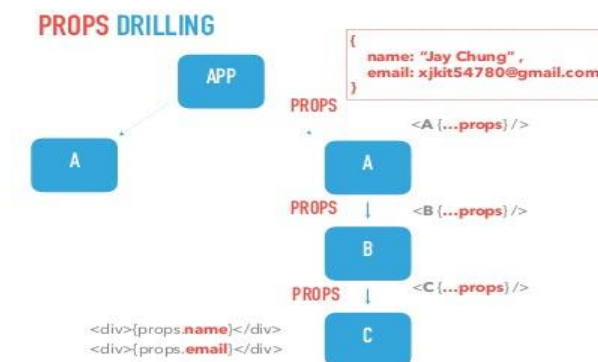 PROPS DRILLING
{
name: “Jay Chung” ,
email: xjkit54780@gmail.com
}
APP
PROPS
<A {...props} />
A
A
PROPS
<B {...props} />
B
PROPS
<C {...props} />
<div>{props.name}</div>
<div>{props.email}</div>
C